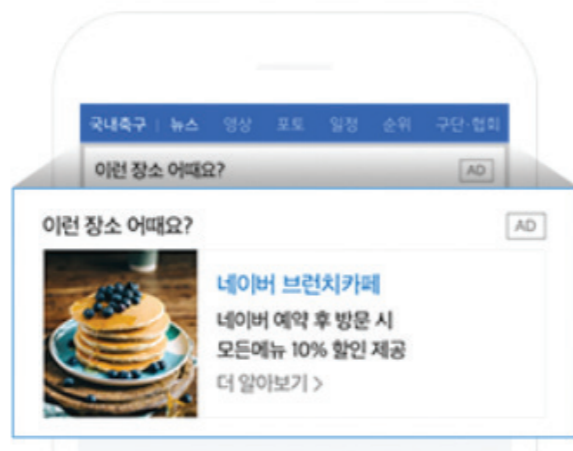 국내축구 | 뉴스 영상 포토 일정 순위 구단·협회
이런 장소 어때요? AD
이런 장소 어때요? AD
네이버 브런치카페
네이버 예약 후 방문 시
모든메뉴 10% 할인 제공
더 알아보기 >